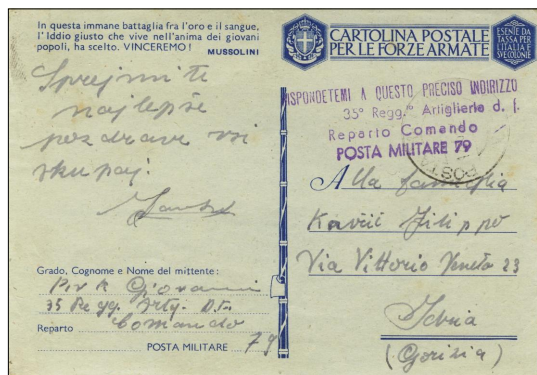 In questa immane battaglia fra l'oro e il sangue,
l'Iddio giusto che vive nell'anima dei giovani
popoli, ha scelto. VINCEREMO! MUSSOLINI
Sprejmite
najlepše
pozdrave vsi
skupaj!
CARTOLINA POSTALE
PER LE FORZE ARMATE
ESENTE DA
TASSA PER
L'ITALIA E
SUE COLONIE
RISPONDETEMI A QUESTO PRECISO INDIRIZZO
35° Regg.to Artiglieria d. f.
Reparto Comando
POSTA MILITARE 79
Alla famiglia
Filippo
Via Vittorio Veneto 23
Idria
(Gorizia)
Grado, Cognome e Nome del mittente:
Giovanni
35 Regg. Arty. D.F.
Reparto Comando
POSTA MILITARE 79